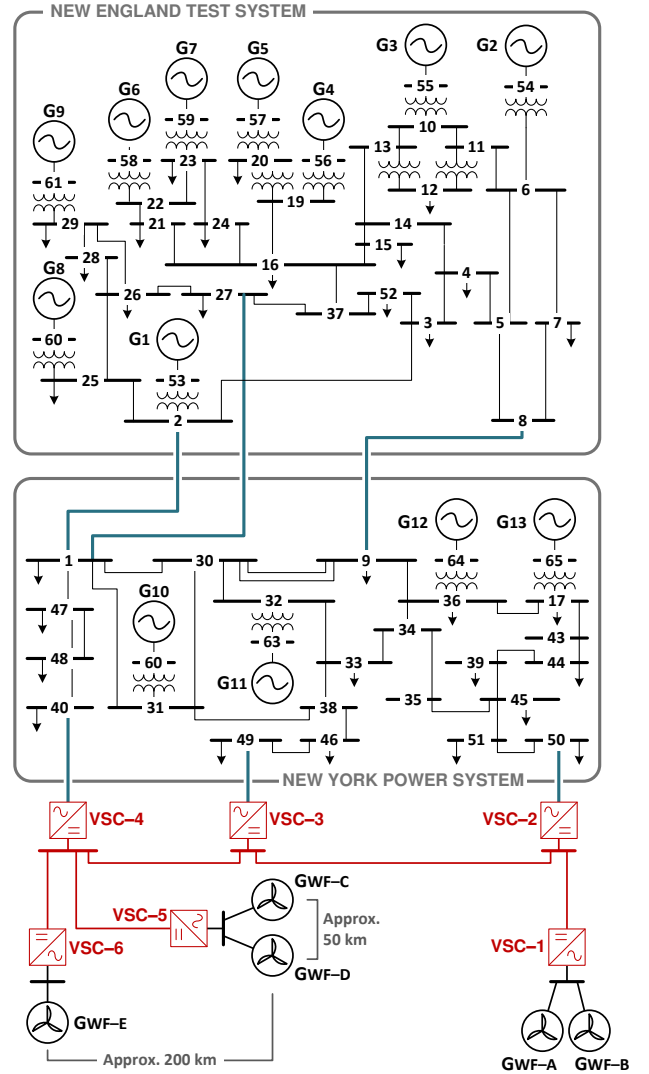 NEW ENGLAND TEST SYSTEM
G7 G5 G3 G2
G6 G4
G9
59 57 55 54
10
58 23 20 56 13 11
61 12 6
22 19
29 21 24 14
15
28 16 4
G8
26 27 52
37 3 5 7
G1
60
25 53
2 8
NEW YORK POWER SYSTEM
G12 G13
1 30 9 64 65
G10
47 32 36 17
63 34 43
48 60 33 39 44
G11
40 31 38 35 45
49 46 51 50
VSC–4 VSC–3 VSC–2
GWF–C
VSC–5 Approx.
50 km
VSC–6 VSC–1
GWF–D
GWF–E
Approx. 200 km
GWF–A GWF–B